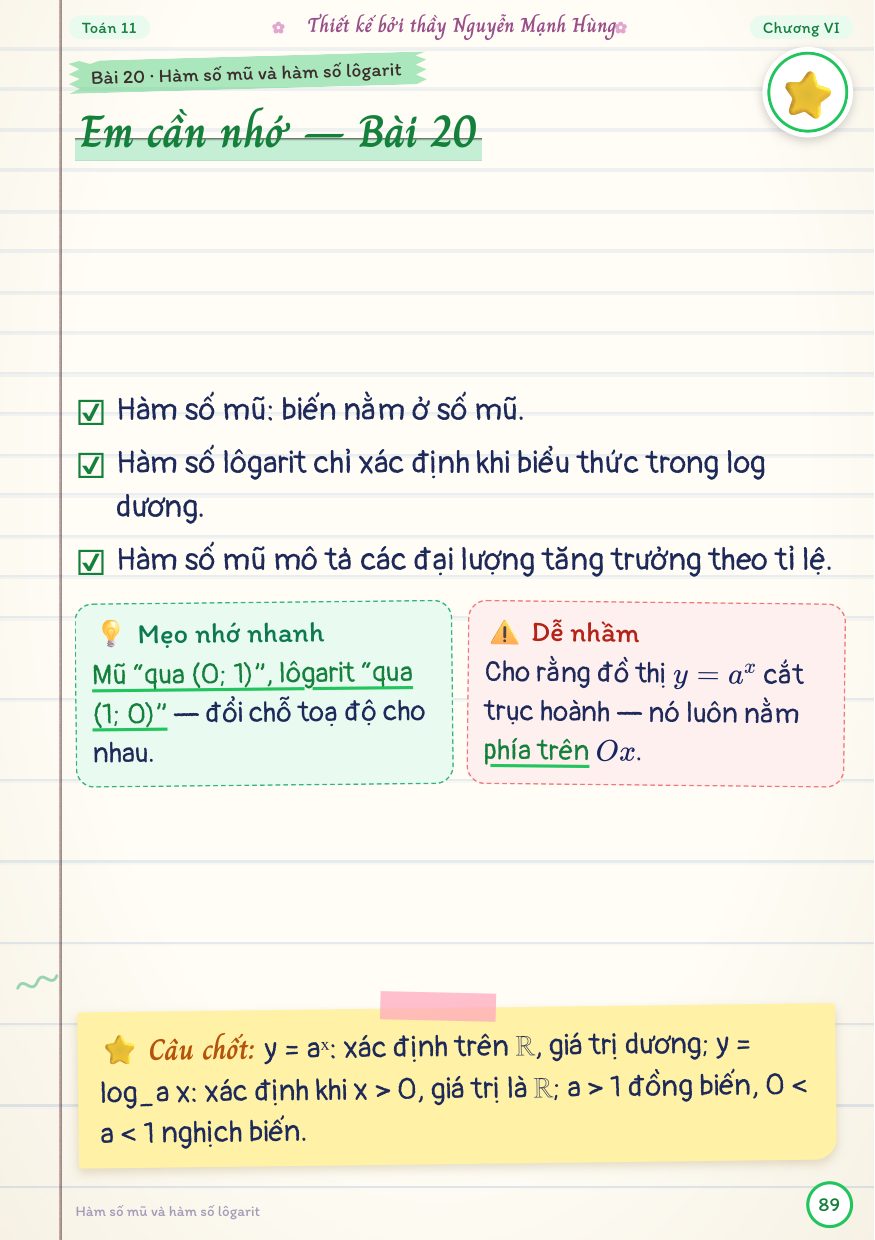 Toán 11
Thiết kế bởi thầy Nguyễn Mạnh Hùng
Chương VI
Bài 20 · Hàm số mũ và hàm số lôgarit
Em cần nhớ — Bài 20
Hàm số mũ: biến nằm ở số mũ.
Hàm số lôgarit chỉ xác định khi biểu thức trong log
dương.
Hàm số mũ mô tả các đại lượng tăng trưởng theo tỉ lệ.
Mẹo nhớ nhanh
Mũ “qua (0; 1)”, lôgarit “qua
(1; 0)” — đổi chỗ toạ độ cho
nhau.
Dễ nhầm
Cho rằng đồ thị y = aˣ cắt
trục hoành — nó luôn nằm
phía trên Ox.
Câu chốt: y = aˣ: xác định trên ℝ, giá trị dương; y =
log_a x: xác định khi x > 0, giá trị là ℝ; a > 1 đồng biến, 0 <
a < 1 nghịch biến.
Hàm số mũ và hàm số lôgarit
89